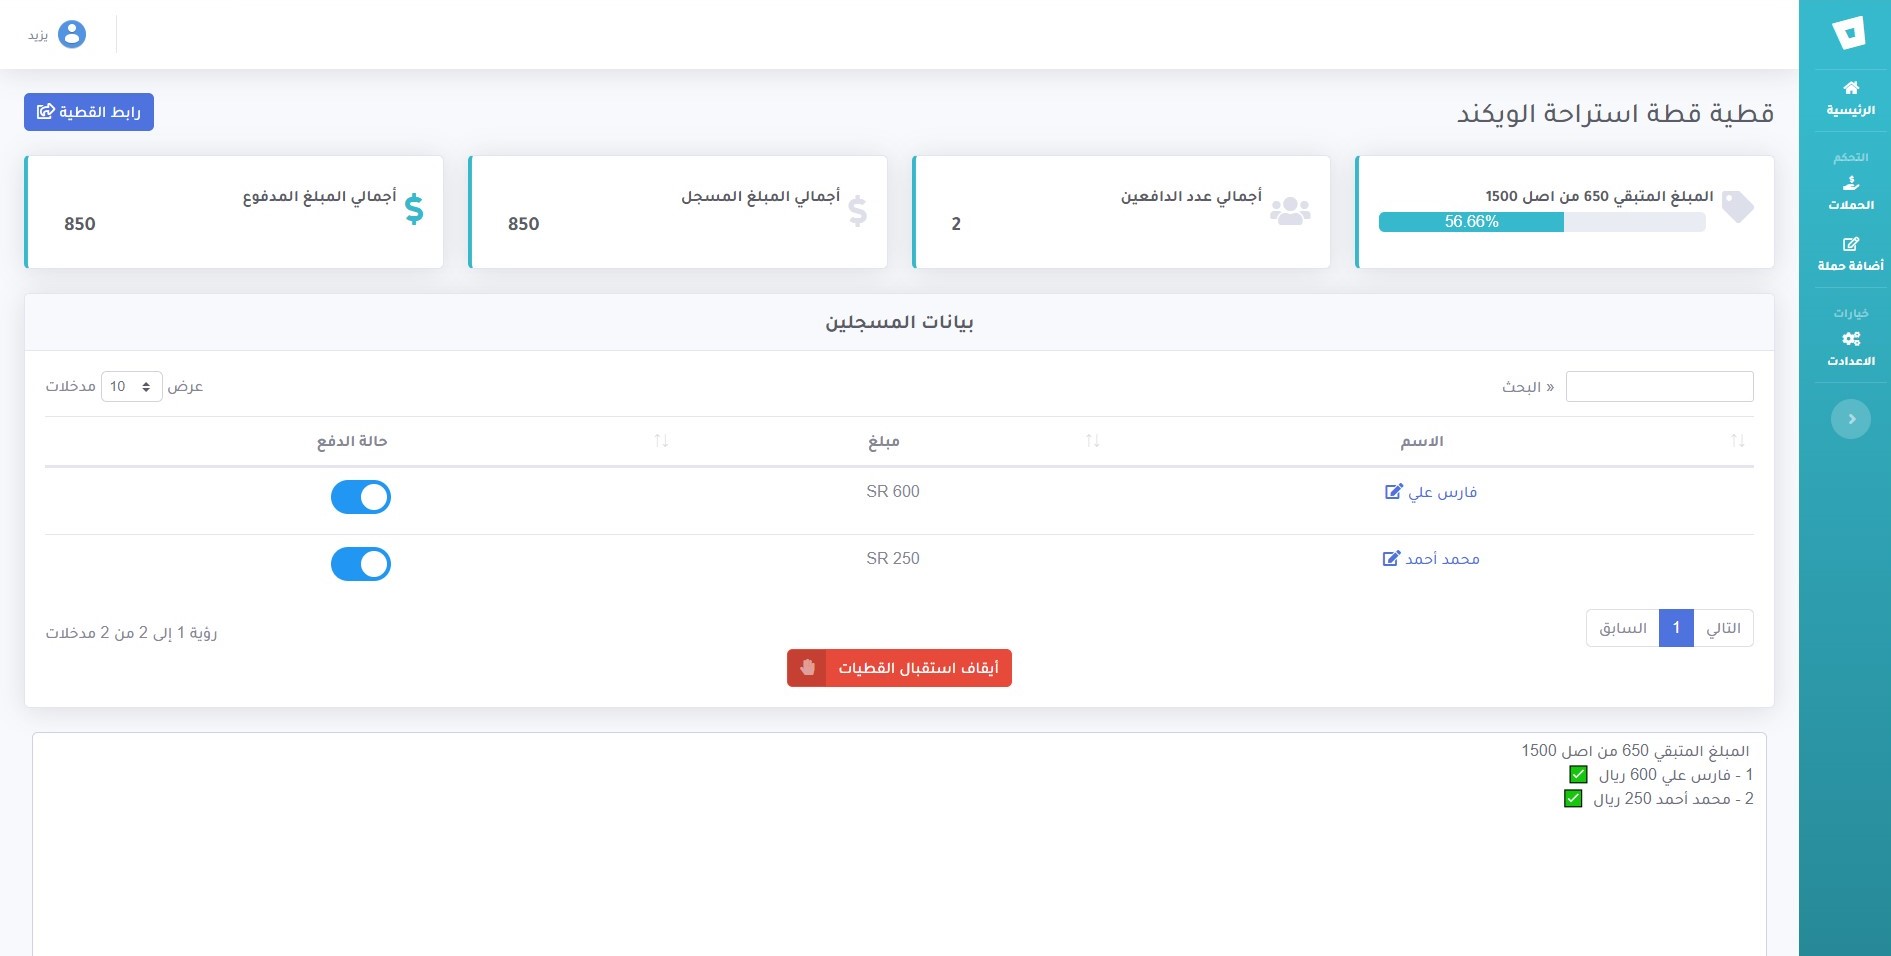 يزيد
الرئيسية
التحكم
الحملات
أضافة حملة
خيارات
الاعدادت
قطية قطة استراحة الويكند
رابط القطية
المبلغ المتبقي 650 من اصل 1500
56.66%
أجمالي عدد الدافعين
2
أجمالي المبلغ المسجل
850
أجمالي المبلغ المدفوع
850
بيانات المسجلين
« البحث
عرض 10 مدخلات
الاسم مبلغ حالة الدفع
فارس علي SR 600
محمد أحمد SR 250
التالي 1 السابق
رؤية 1 إلى 2 من 2 مدخلات
أيقاف استقبال القطيات
المبلغ المتبقي 650 من اصل 1500
1 - فارس علي 600 ريال ✅
2 - محمد أحمد 250 ريال ✅